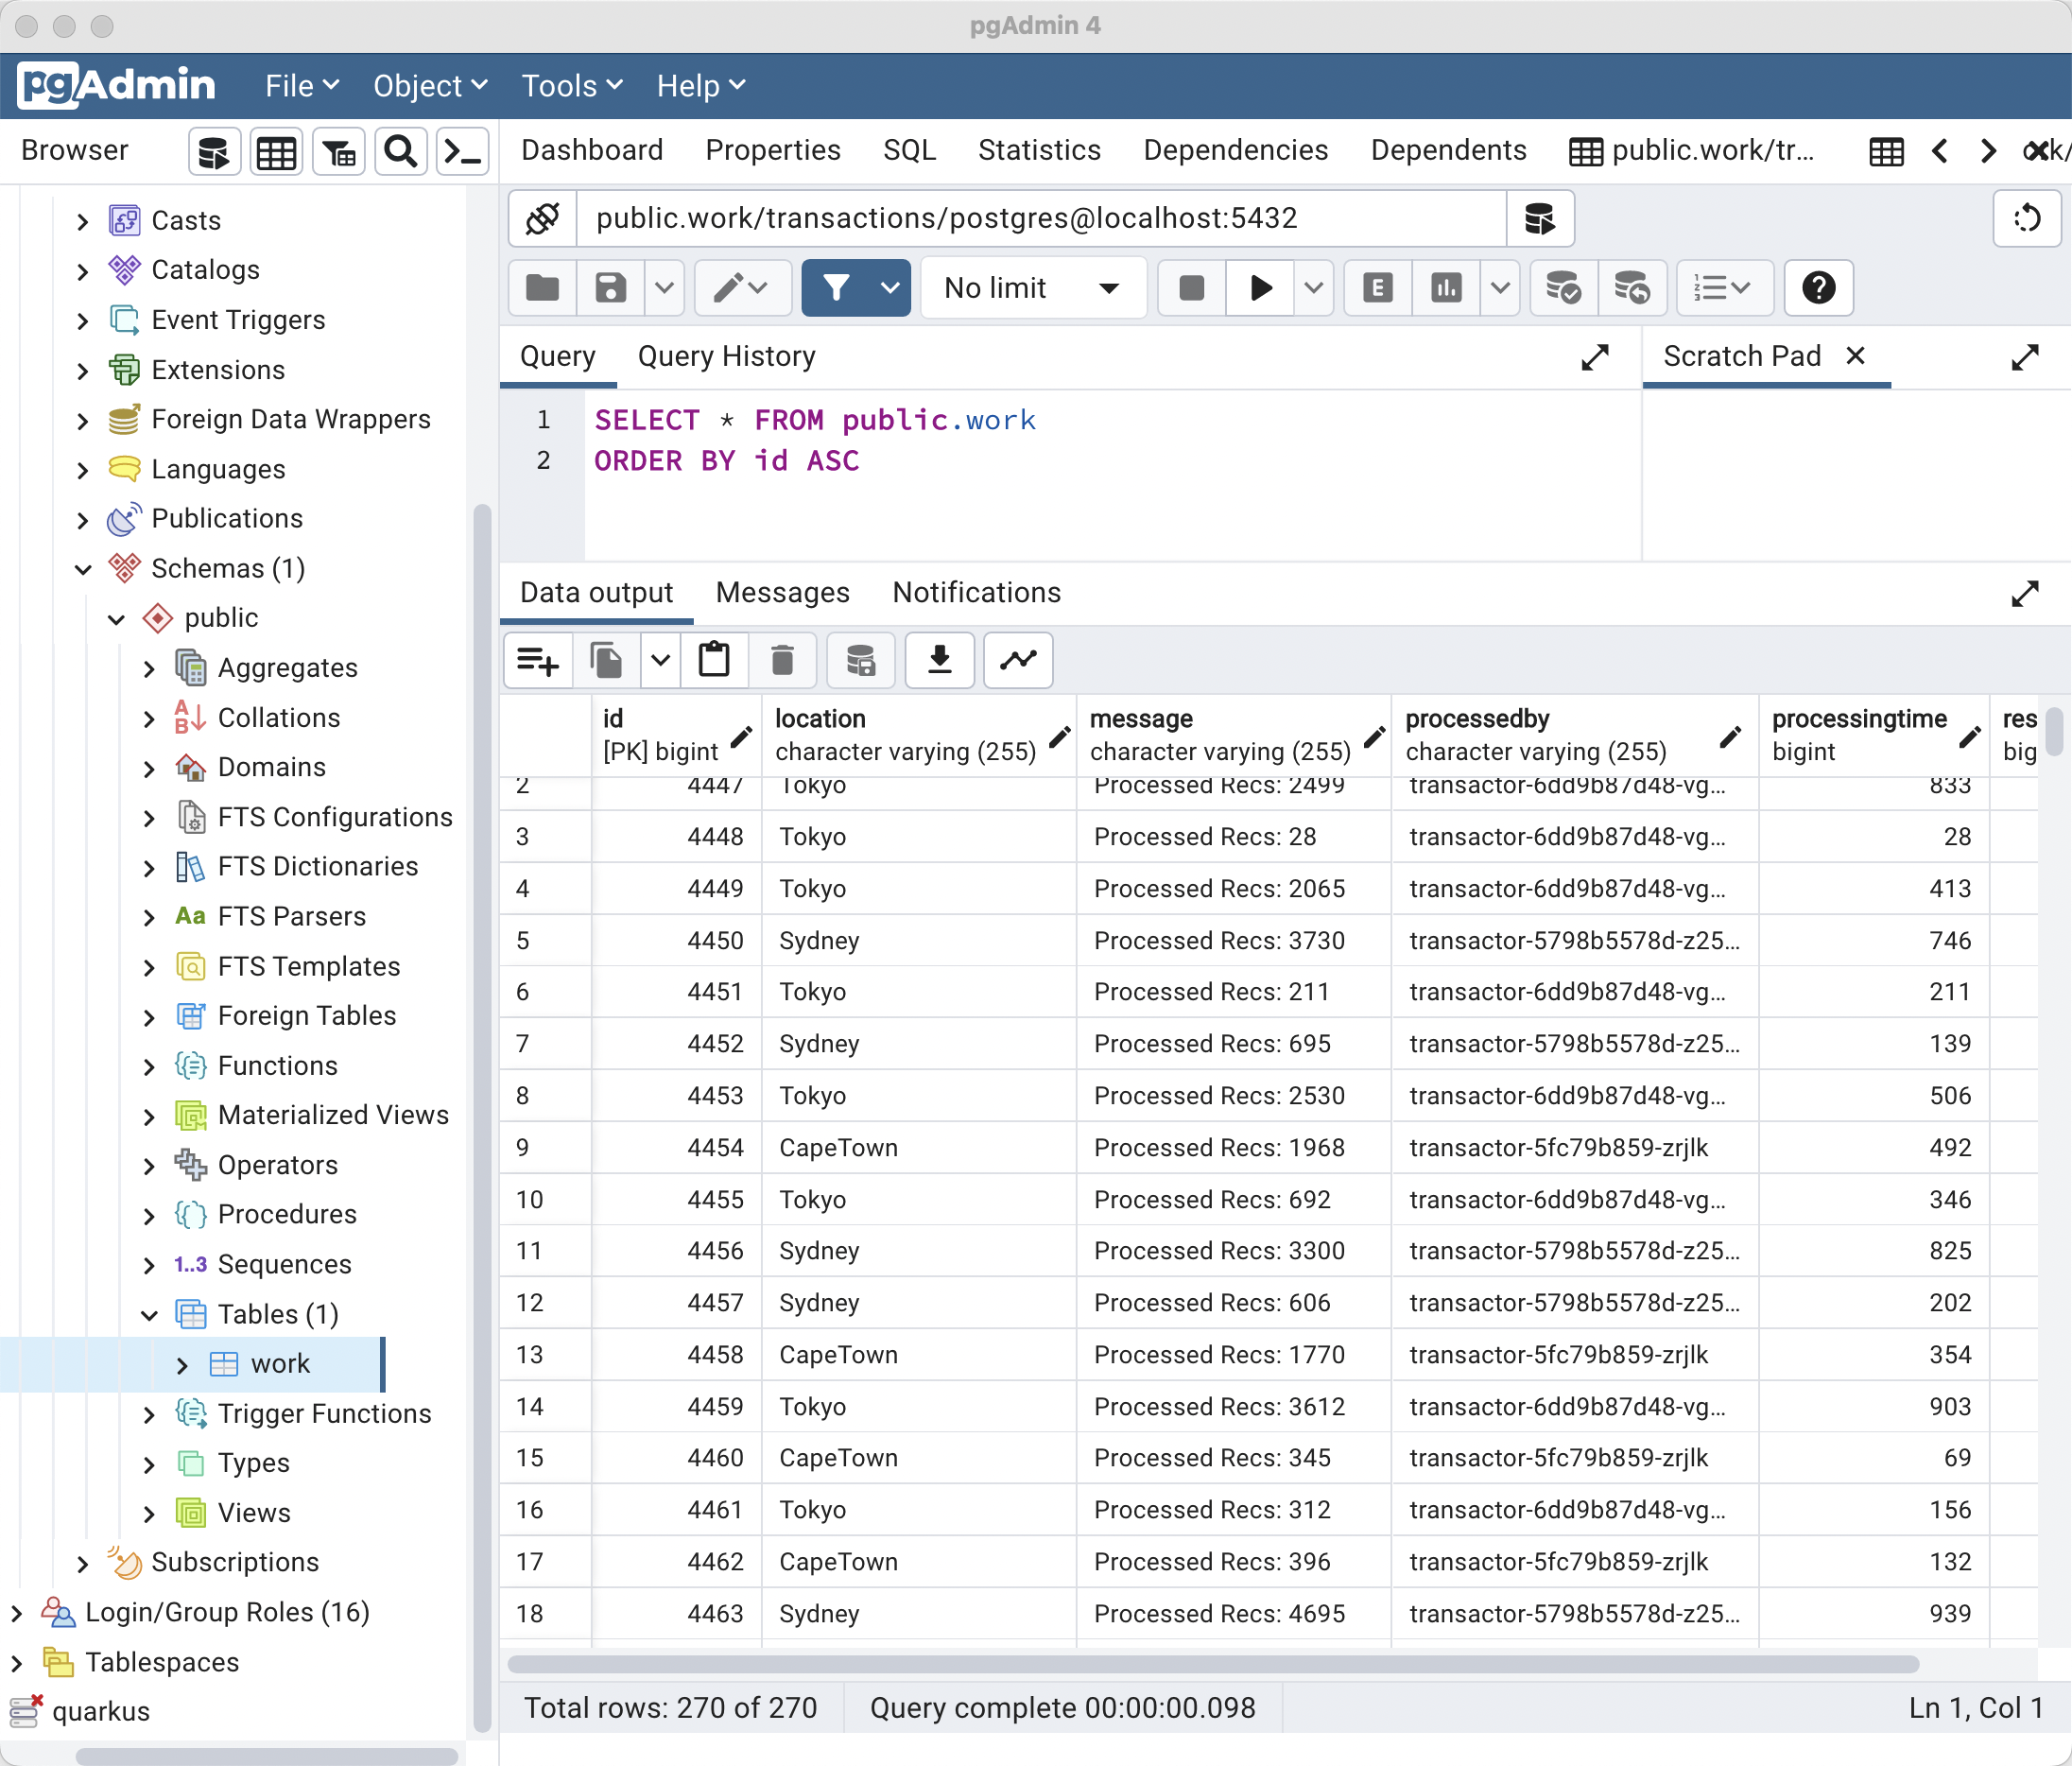 pgAdmin 4
pgAdmin File Object Tools Help
Browser
Dashboard Properties SQL Statistics Dependencies Dependents public.work/tr...
public.work/transactions/postgres@localhost:5432
No limit
Query Query History
Scratch Pad
1 SELECT * FROM public.work
2 ORDER BY id ASC
Data output Messages Notifications
id location message processedby processingtime res
[PK] bigint character varying (255) character varying (255) character varying (255) bigint big
2 4447 Tokyo Processed Recs: 2499 transactor-6dd9b87d48-vg... 833
3 4448 Tokyo Processed Recs: 28 transactor-6dd9b87d48-vg... 28
4 4449 Tokyo Processed Recs: 2065 transactor-6dd9b87d48-vg... 413
5 4450 Sydney Processed Recs: 3730 transactor-5798b5578d-z25... 746
6 4451 Tokyo Processed Recs: 211 transactor-6dd9b87d48-vg... 211
7 4452 Sydney Processed Recs: 695 transactor-5798b5578d-z25... 139
8 4453 Tokyo Processed Recs: 2530 transactor-6dd9b87d48-vg... 506
9 4454 CapeTown Processed Recs: 1968 transactor-5fc79b859-zrjlk 492
10 4455 Tokyo Processed Recs: 692 transactor-6dd9b87d48-vg... 346
11 4456 Sydney Processed Recs: 3300 transactor-5798b5578d-z25... 825
12 4457 Sydney Processed Recs: 606 transactor-5798b5578d-z25... 202
13 4458 CapeTown Processed Recs: 1770 transactor-5fc79b859-zrjlk 354
14 4459 Tokyo Processed Recs: 3612 transactor-6dd9b87d48-vg... 903
15 4460 CapeTown Processed Recs: 345 transactor-5fc79b859-zrjlk 69
16 4461 Tokyo Processed Recs: 312 transactor-6dd9b87d48-vg... 156
17 4462 CapeTown Processed Recs: 396 transactor-5fc79b859-zrjlk 132
18 4463 Sydney Processed Recs: 4695 transactor-5798b5578d-z25... 939
Total rows: 270 of 270 Query complete 00:00:00.098 Ln 1, Col 1
Casts
Catalogs
Event Triggers
Extensions
Foreign Data Wrappers
Languages
Publications
Schemas (1)
public
Aggregates
Collations
Domains
FTS Configurations
FTS Dictionaries
Aa FTS Parsers
FTS Templates
Foreign Tables
Functions
Materialized Views
Operators
Procedures
1..3 Sequences
Tables (1)
work
Trigger Functions
Types
Views
Subscriptions
Login/Group Roles (16)
Tablespaces
quarkus